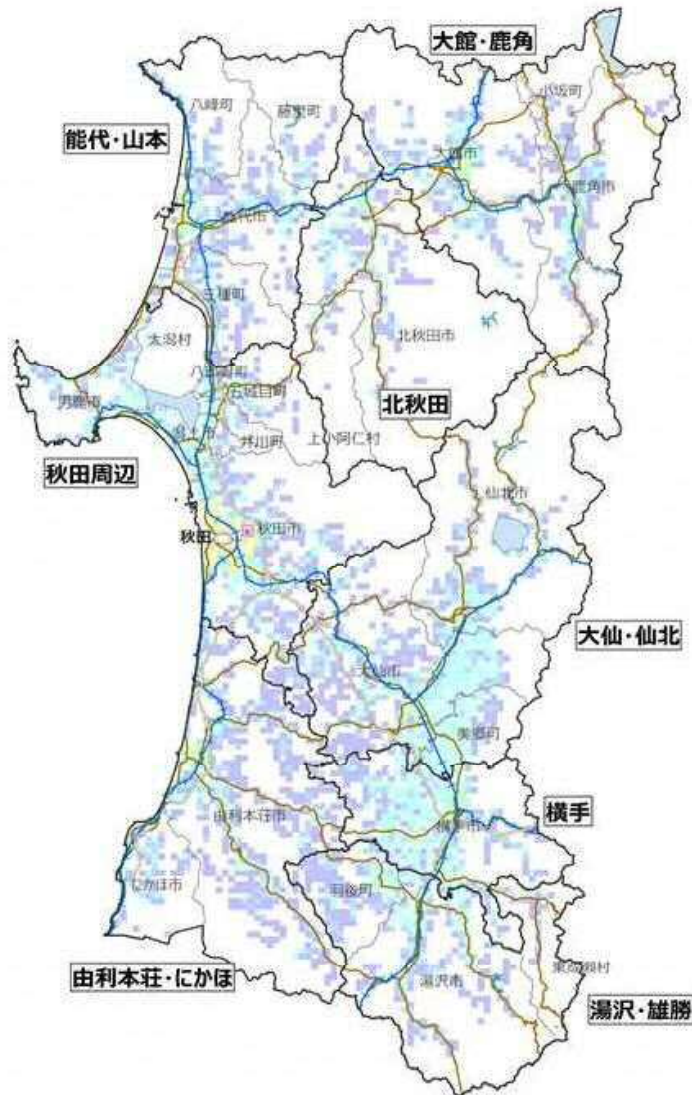 大館・鹿角
小坂町
八峰町
藤里町
能代・山本
大館市
鹿角市
能代市
三種町
大潟村
北秋田市
八郎潟町
五城目町
男鹿市
北秋田
潟上市
井川町
上小阿仁村
秋田周辺
仙北市
秋田
秋田市
大仙・仙北
大仙市
美郷町
横手
由利本荘市
横手市
にかほ市
羽後町
東成瀬村
由利本荘・にかほ
湯沢市
湯沢・雄勝